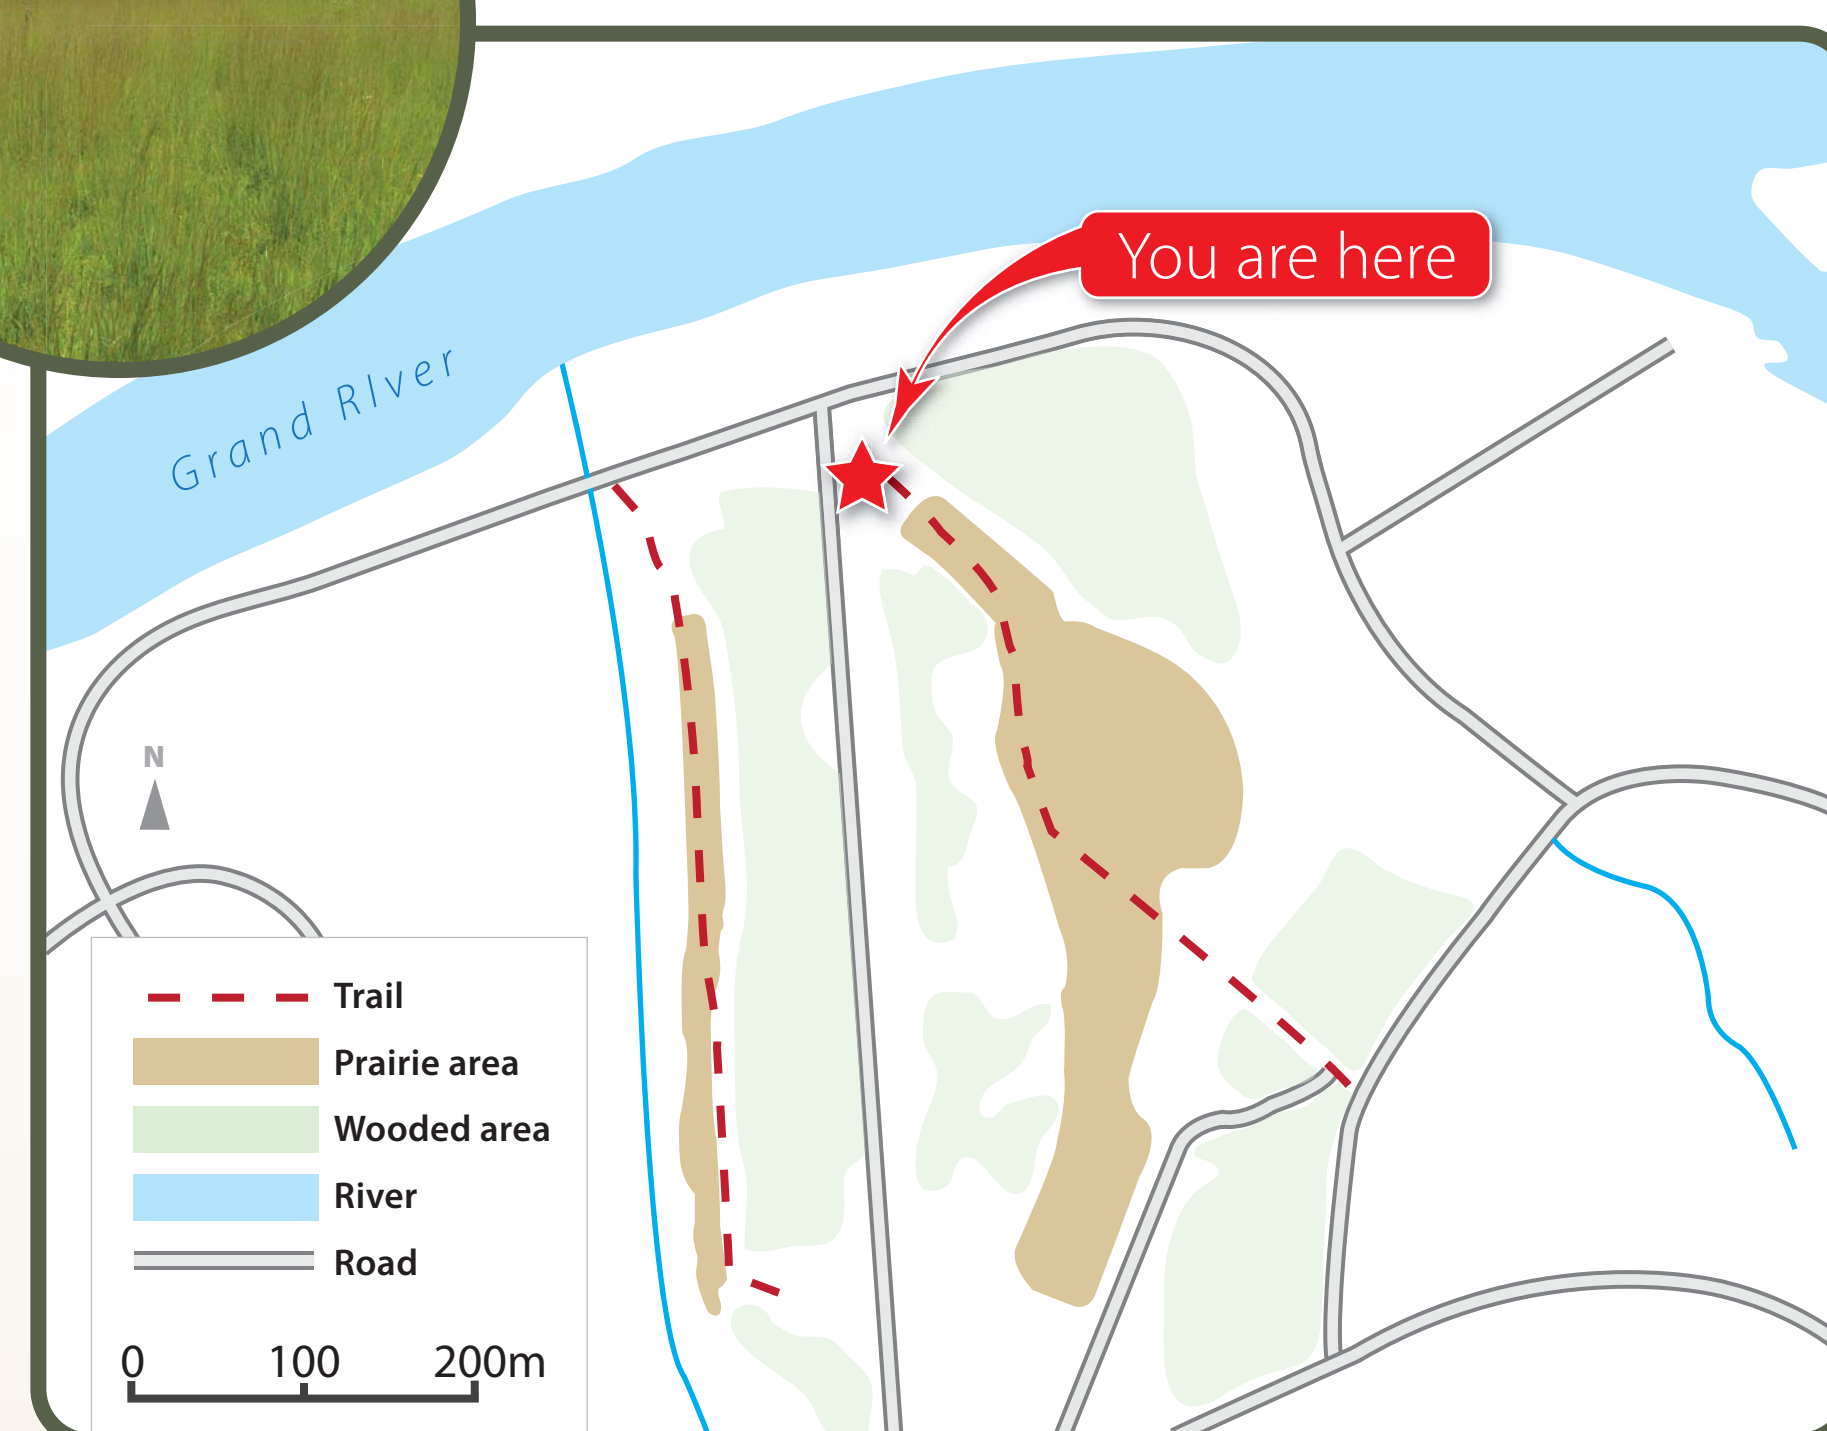 You are here
Grand RIver
N
Trail
Prairie area
Wooded area
River
Road
0 100 200m